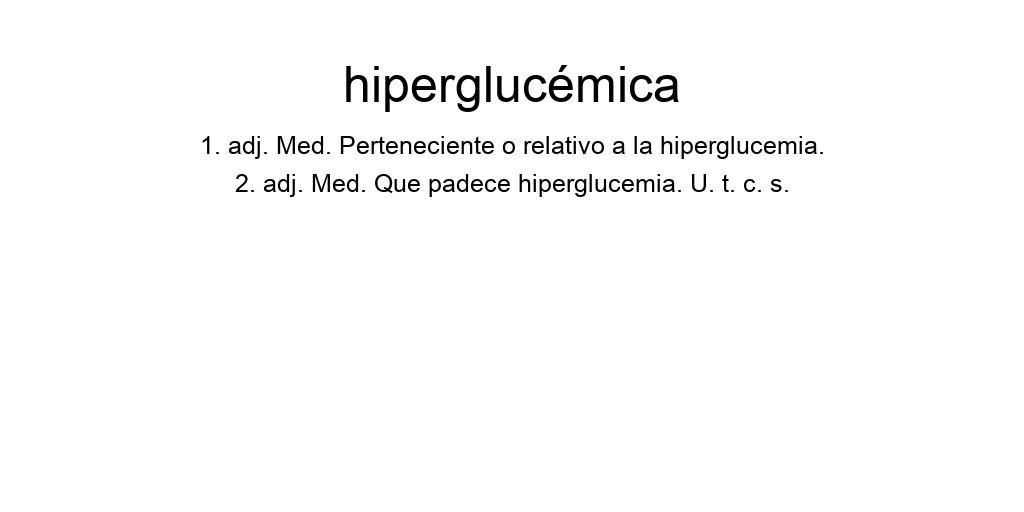 hiperglucémica
1. adj. Med. Perteneciente o relativo a la hiperglucemia.
2. adj. Med. Que padece hiperglucemia. U. t. c. s.